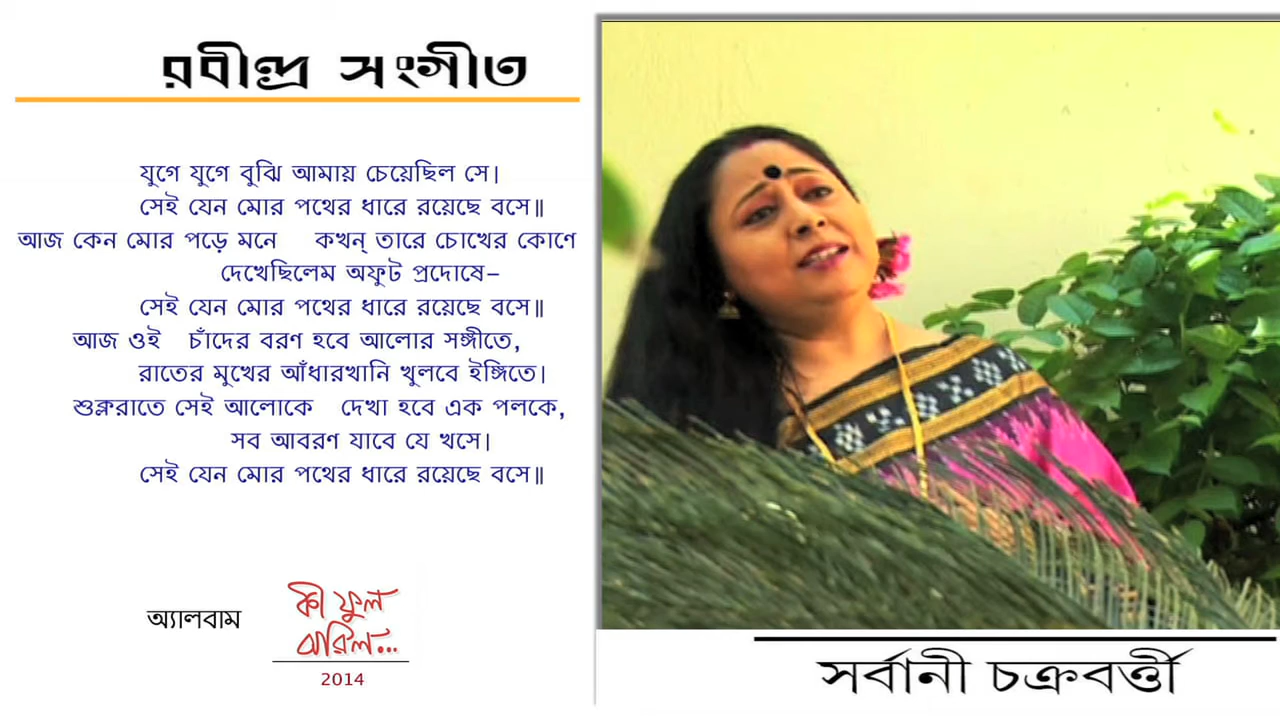 রবীন্দ্র সংগীত
যুগে যুগে বুঝি আমায় চেয়েছিল সে।
সেই যেন মোর পথের ধারে রয়েছে বসে॥
আজ কেন মোর পড়ে মনে কখন্ তারে চোখের কোণে
দেখেছিলেম অফুট প্রদোষে–
সেই যেন মোর পথের ধারে রয়েছে বসে॥
আজ ওই চাঁদের বরণ হবে আলোর সঙ্গীতে,
রাতের মুখের আঁধারখানি খুলবে ইঙ্গিতে।
শুক্লরাতে সেই আলোকে দেখা হবে এক পলকে,
সব আবরণ যাবে যে খসে।
সেই যেন মোর পথের ধারে রয়েছে বসে॥
অ্যালবাম
কী ফুল
ঝরিল...
2014
সর্বানী চক্রবর্ত্তী